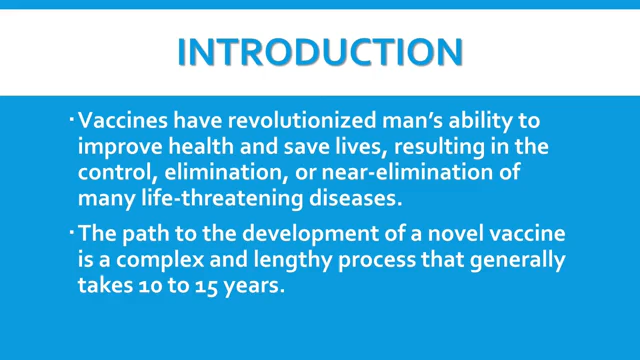 INTRODUCTION
▪Vaccines have revolutionized man's ability to
improve health and save lives, resulting in the
control, elimination, or near-elimination of
many life-threatening diseases.
▪The path to the development of a novel vaccine
is a complex and lengthy process that generally
takes 10 to 15 years.